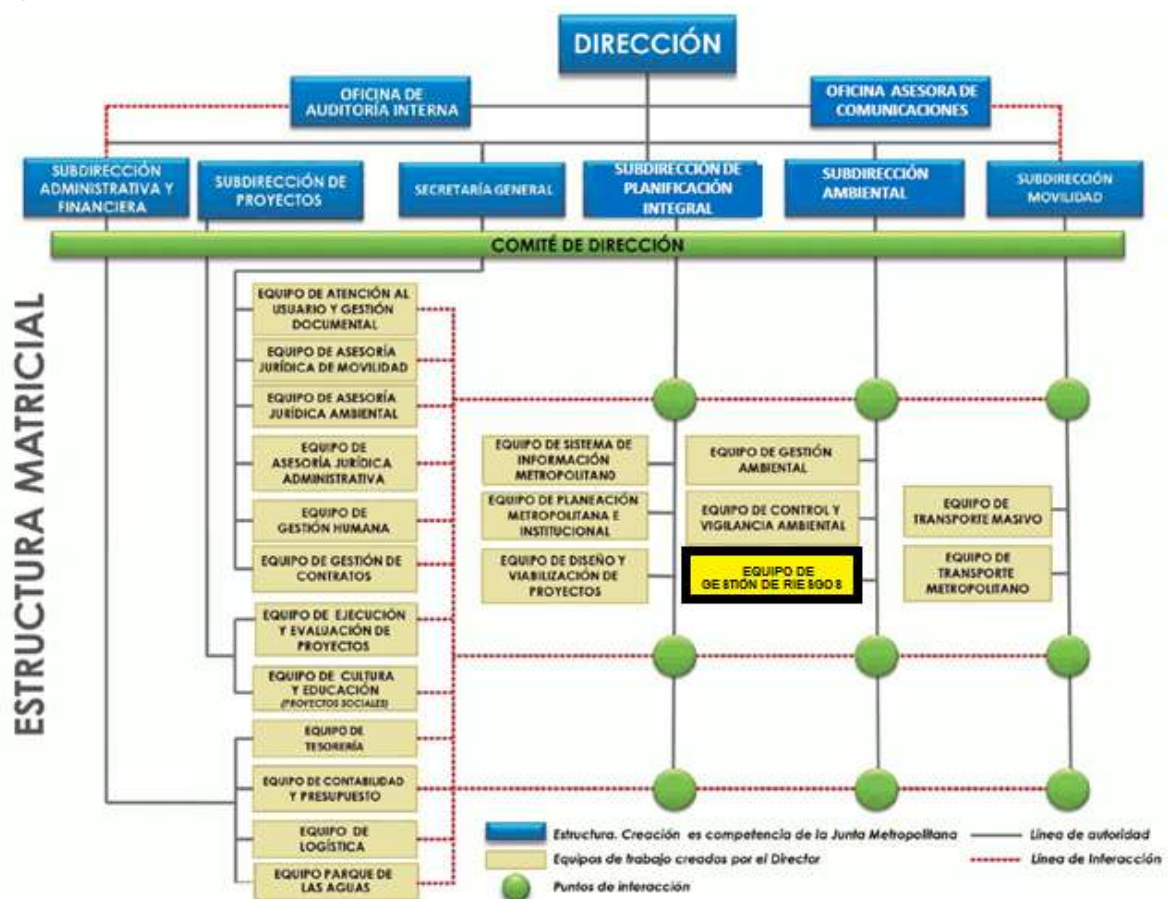 DIRECCIÓN
OFICINA DE
AUDITORÍA INTERNA
OFICINA ASESORA DE
COMUNICACIONES
SUBDIRECCIÓN
ADMINISTRATIVA Y
FINANCIERA
SUBDIRECCIÓN DE
PROYECTOS
SECRETARÍA GENERAL
SUBDIRECCIÓN DE
PLANIFICACIÓN
INTEGRAL
SUBDIRECCIÓN
AMBIENTAL
SUBDIRECCIÓN
MOVILIDAD
COMITÉ DE DIRECCIÓN
ESTRUCTURA MATRICIAL
EQUIPO DE ATENCIÓN AL
USUARIO Y GESTIÓN
DOCUMENTAL
EQUIPO DE ASESORÍA
JURÍDICA DE MOVILIDAD
EQUIPO DE ASESORÍA
JURÍDICA AMBIENTAL
EQUIPO DE
ASESORÍA JURÍDICA
ADMINISTRATIVA
EQUIPO DE
GESTIÓN HUMANA
EQUIPO DE GESTIÓN DE
CONTRATOS
EQUIPO DE EJECUCIÓN
Y EVALUACIÓN DE
PROYECTOS
EQUIPO DE CULTURA
Y EDUCACIÓN
(PROYECTOS SOCIALES)
EQUIPO DE
TESORERÍA
EQUIPO DE CONTABILIDAD
Y PRESUPUESTO
EQUIPO DE
LOGÍSTICA
EQUIPO PARQUE DE
LAS AGUAS
EQUIPO DE SISTEMA DE
INFORMACIÓN
METROPOLITANO
EQUIPO DE PLANEACIÓN
METROPOLITANA E
INSTITUCIONAL
EQUIPO DE DISEÑO Y
VIABILIZACIÓN DE
PROYECTOS
EQUIPO DE GESTIÓN
AMBIENTAL
EQUIPO DE CONTROL Y
VIGILANCIA AMBIENTAL
EQUIPO DE
GESTIÓN DE RIESGOS
EQUIPO DE
TRANSPORTE MASIVO
EQUIPO DE
TRANSPORTE
METROPOLITANO
Estructura. Creación es competencia de la Junta Metropolitana
Línea de autoridad
Equipos de trabajo creados por el Director
Línea de Interacción
Puntos de interacción